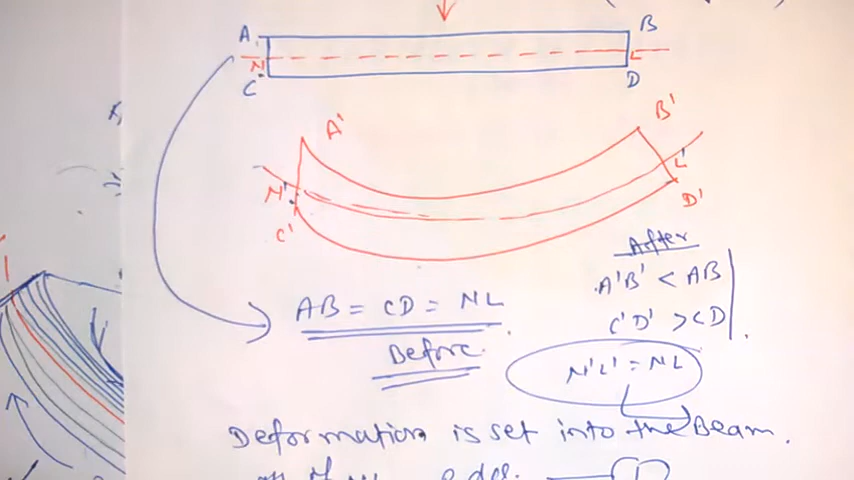 A B
N L
C D
A' B'
N' L'
C' D'
After
A'B' < AB
AB = CD = NL
C'D' > CD
Before
N'L' = NL
Deformation is set into the Beam.